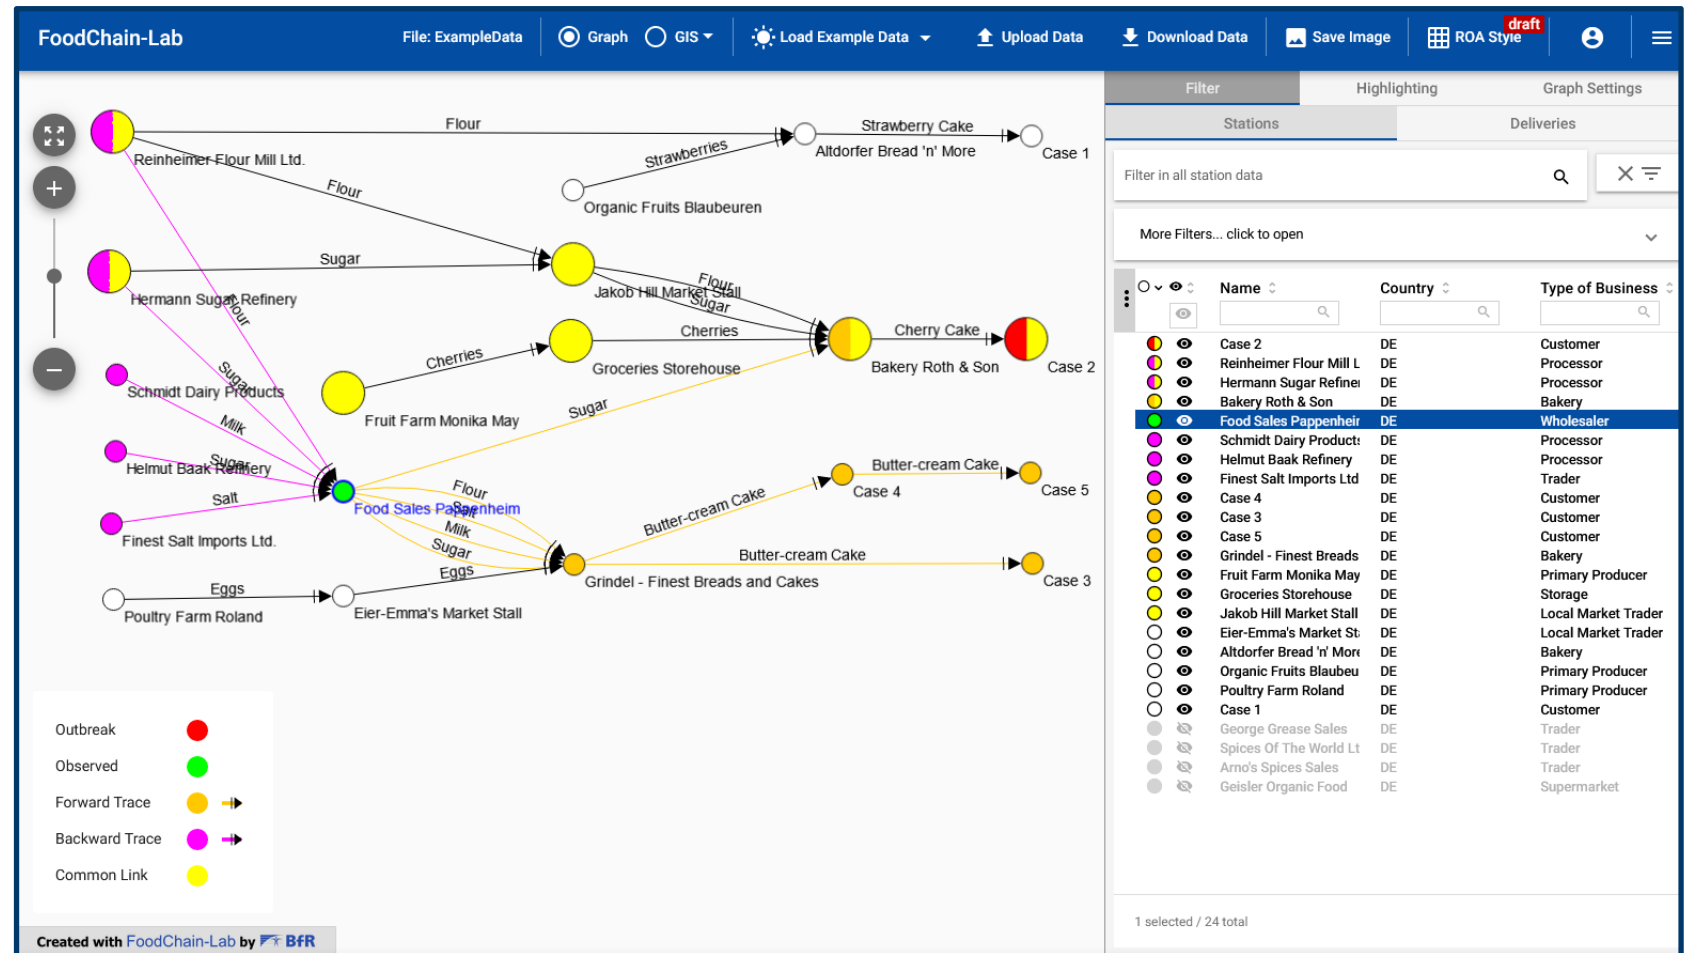 FoodChain-Lab
File: ExampleData
Graph
GIS
Load Example Data
Upload Data
Download Data
Save Image
ROA Style
draft
Filter
Highlighting
Graph Settings
Stations
Deliveries
Filter in all station data
More Filters... click to open
Name
Country
Type of Business
Case 2 DE Customer
Reinheimer Flour Mill L DE Processor
Hermann Sugar Refine DE Processor
Bakery Roth & Son DE Bakery
Food Sales Pappenhei DE Wholesaler
Schmidt Dairy Product DE Processor
Helmut Baak Refinery DE Processor
Finest Salt Imports Ltd DE Trader
Case 4 DE Customer
Case 3 DE Customer
Case 5 DE Customer
Grindel - Finest Breads DE Bakery
Fruit Farm Monika May DE Primary Producer
Groceries Storehouse DE Storage
Jakob Hill Market Stall DE Local Market Trader
Eier-Emma's Market St DE Local Market Trader
Altdorfer Bread 'n' More DE Bakery
Organic Fruits Blaubeu DE Primary Producer
Poultry Farm Roland DE Primary Producer
Case 1 DE Customer
George Grease Sales DE Trader
Spices Of The World Lt DE Trader
Arno's Spices Sales DE Trader
Geisler Organic Food DE Supermarket
1 selected / 24 total
Flour
Strawberry Cake
Reinheimer Flour Mill Ltd.
Strawberries
Altdorfer Bread 'n' More
Case 1
Flour
Organic Fruits Blaubeuren
Sugar
Hermann Sugar Refinery
Flour
Jakob Hill Market Stall
Flour
Sugar
Cherries
Cherry Cake
Cherries
Groceries Storehouse
Bakery Roth & Son
Case 2
Sugar
Schmidt Dairy Products
Fruit Farm Monika May
Sugar
Milk
Helmut Baak Refinery
Sugar
Butter-cream Cake
Case 4
Case 5
Salt
Food Sales Pappenheim
Flour
Salt
Milk
Sugar
Butter-cream Cake
Finest Salt Imports Ltd.
Butter-cream Cake
Eggs
Grindel - Finest Breads and Cakes
Case 3
Eggs
Poultry Farm Roland
Eier-Emma's Market Stall
Outbreak
Observed
Forward Trace
Backward Trace
Common Link
Created with FoodChain-Lab by BfR